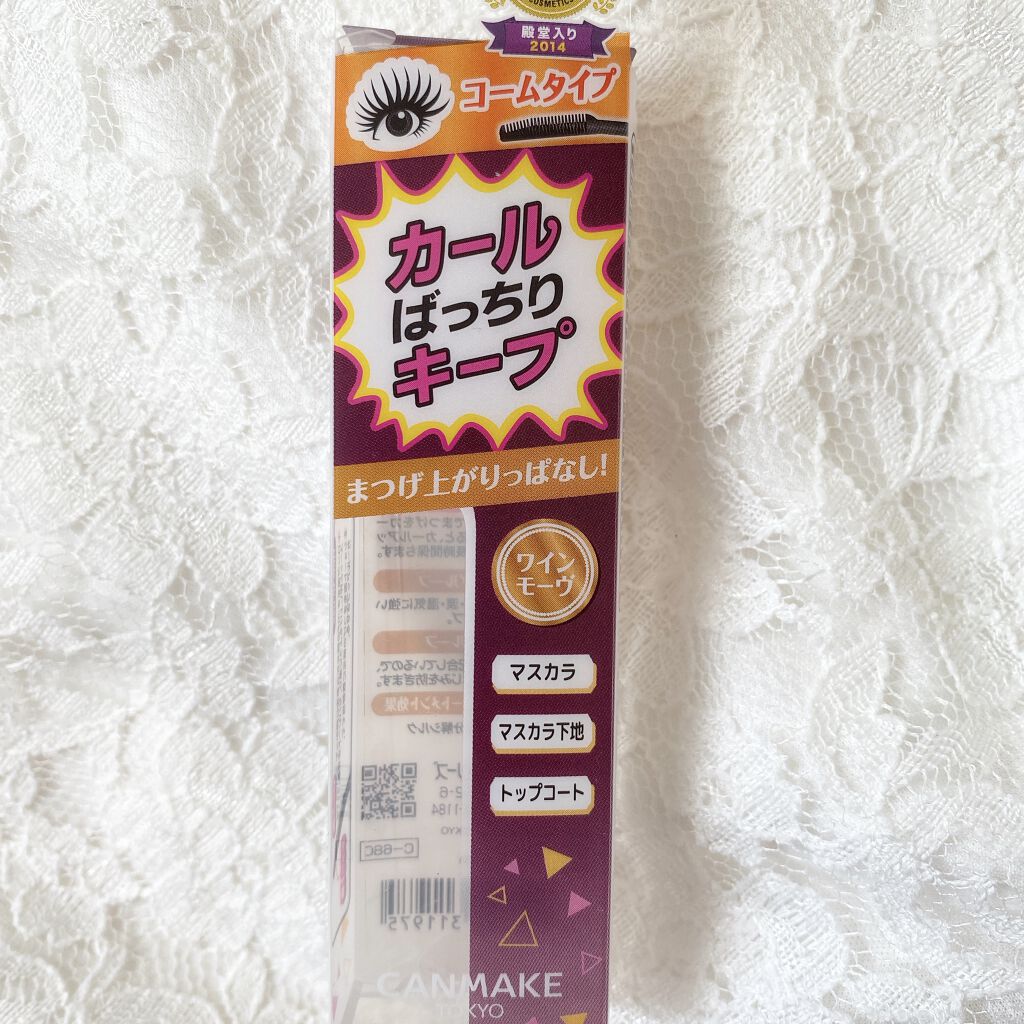 COSMETICS
殿堂入り
2014
コームタイプ
カール
ばっちり
キープ
まつげ上がりっぱなし!
ワイン
モーヴ
マスカラ
マスカラ下地
トップコート
C-68C
311975
CANMAKE
TOKYO